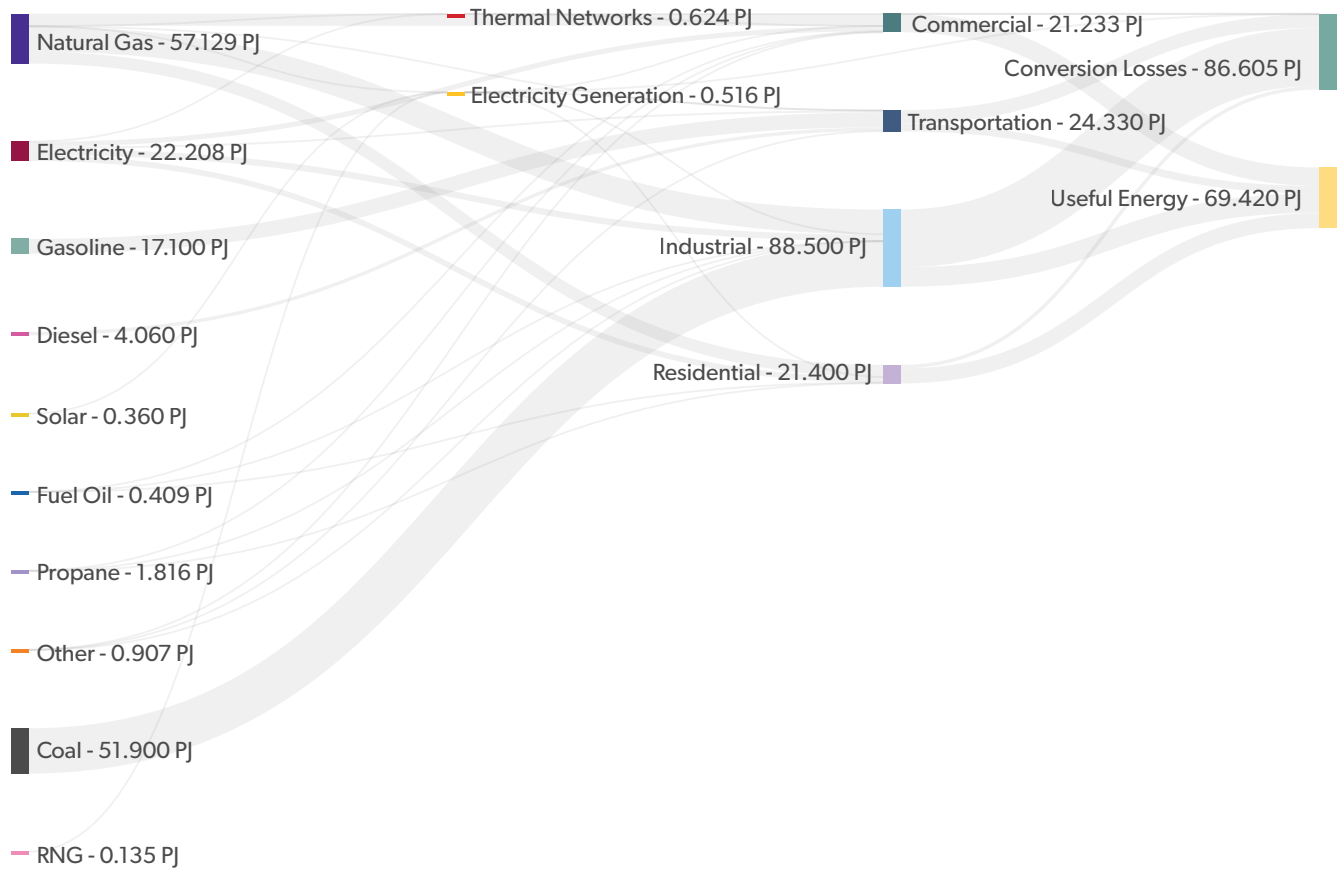 Natural Gas - 57.129 PJ
Electricity - 22.208 PJ
Gasoline - 17.100 PJ
Diesel - 4.060 PJ
Solar - 0.360 PJ
Fuel Oil - 0.409 PJ
Propane - 1.816 PJ
Other - 0.907 PJ
Coal - 51.900 PJ
RNG - 0.135 PJ
Thermal Networks - 0.624 PJ
Electricity Generation - 0.516 PJ
Commercial - 21.233 PJ
Transportation - 24.330 PJ
Industrial - 88.500 PJ
Residential - 21.400 PJ
Conversion Losses - 86.605 PJ
Useful Energy - 69.420 PJ